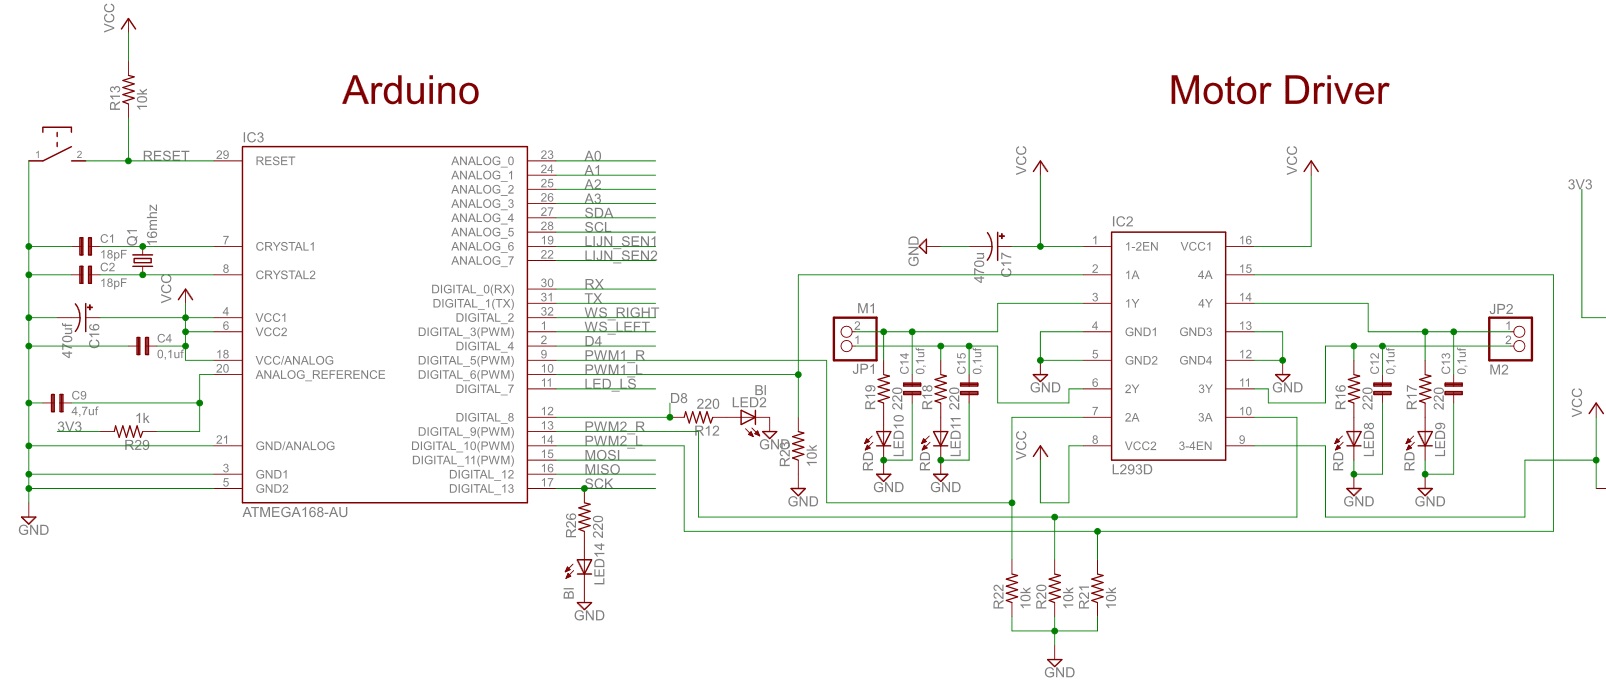 Arduino
Motor Driver
VCC
R13
10k
1
2
RESET
IC3
29
RESET
C1
18pF
C2
18pF
Q1
16mhz
7
CRYSTAL1
8
CRYSTAL2
VCC
470uf
C16
4
VCC1
6
VCC2
C4
0,1uf
18
VCC/ANALOG
20
ANALOG_REFERENCE
C9
4,7uf
3V3
1k
R29
21
GND/ANALOG
3
GND1
5
GND2
GND
ATMEGA168-AU
ANALOG_0 23 A0
ANALOG_1 24 A1
ANALOG_2 25 A2
ANALOG_3 26 A3
ANALOG_4 27 SDA
ANALOG_5 28 SCL
ANALOG_6 19 LIJN_SEN1
ANALOG_7 22 LIJN_SEN2
DIGITAL_0(RX) 30 RX
DIGITAL_1(TX) 31 TX
DIGITAL_2 32 WS_RIGHT
DIGITAL_3(PWM) 1 WS_LEFT
DIGITAL_4 2 D4
DIGITAL_5(PWM) 9 PWM1_R
DIGITAL_6(PWM) 10 PWM1_L
DIGITAL_7 11 LED_LS
DIGITAL_8 12
DIGITAL_9(PWM) 13 PWM2_R
DIGITAL_10(PWM) 14 PWM2_L
DIGITAL_11(PWM) 15 MOSI
DIGITAL_12 16 MISO
DIGITAL_13 17 SCK
D8
220
R12
BI
LED2
GND
R26
220
LED14
BI
GND
10k
GND
M1
2
1
JP1
R19
220
C14
0,1uf
LED10
RD
GND
R18
220
C15
0,1uf
LED11
RD
GND
GND
470u
C17
VCC
VCC
IC2
1 1-2EN VCC1 16
2 1A 4A 15
3 1Y 4Y 14
4 GND1 GND3 13
5 GND2 GND4 12
6 2Y 3Y 11
7 2A 3A 10
8 VCC2 3-4EN 9
L293D
GND
GND
VCC
R22
10k
R20
10k
R21
10k
GND
R16
220
C12
0,1uf
LED8
RD
GND
R17
220
C13
0,1uf
LED9
RD
GND
JP2
1
2
M2
3V3
VCC